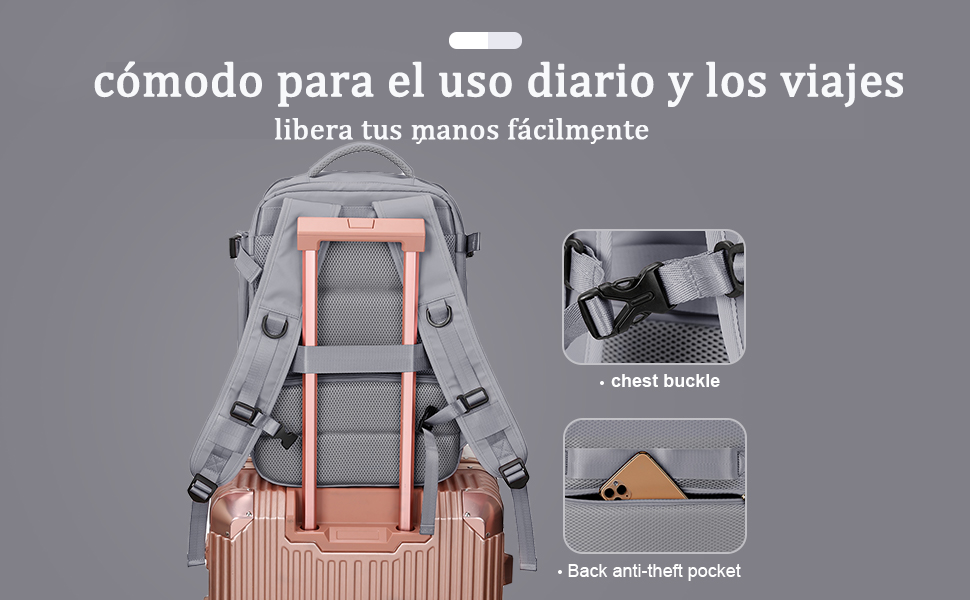 cómodo para el uso diario y los viajes
libera tus manos fácilmente
• chest buckle
• Back anti-theft pocket